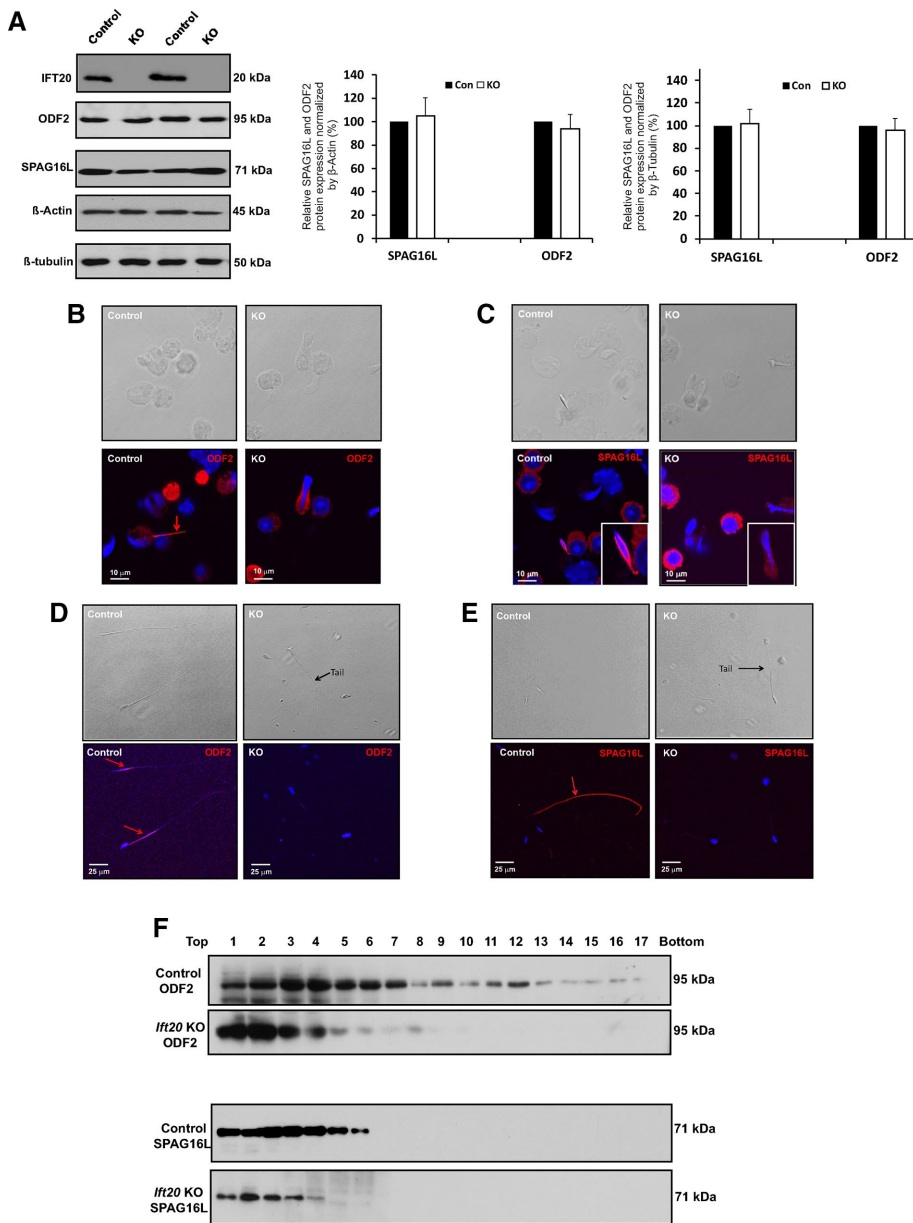 A
Control KO Control KO
IFT20 20 kDa
ODF2 95 kDa
SPAG16L 71 kDa
ß-Actin 45 kDa
ß-tubulin 50 kDa
Relative SPAG16L and ODF2
protein expression normalized
by β-Actin (%)
140
120
100
80
60
40
20
0
Con KO
SPAG16L ODF2
Relative SPAG16L and ODF2
protein expression normalized
by β-Tubulin (%)
140
120
100
80
60
40
20
0
Con KO
SPAG16L ODF2
B
Control KO
Control ODF2 KO ODF2
10 μm 10 μm
C
Control KO
Control SPAG16L KO SPAG16L
10 μm 10 μm
D
Control KO
Tail
Control ODF2 KO ODF2
25 μm 25 μm
E
Control KO
Tail
Control SPAG16L KO SPAG16L
25 μm 25 μm
F
Top 1 2 3 4 5 6 7 8 9 10 11 12 13 14 15 16 17 Bottom
Control
ODF2 95 kDa
Ift20 KO
ODF2 95 kDa
Control
SPAG16L 71 kDa
Ift20 KO
SPAG16L 71 kDa